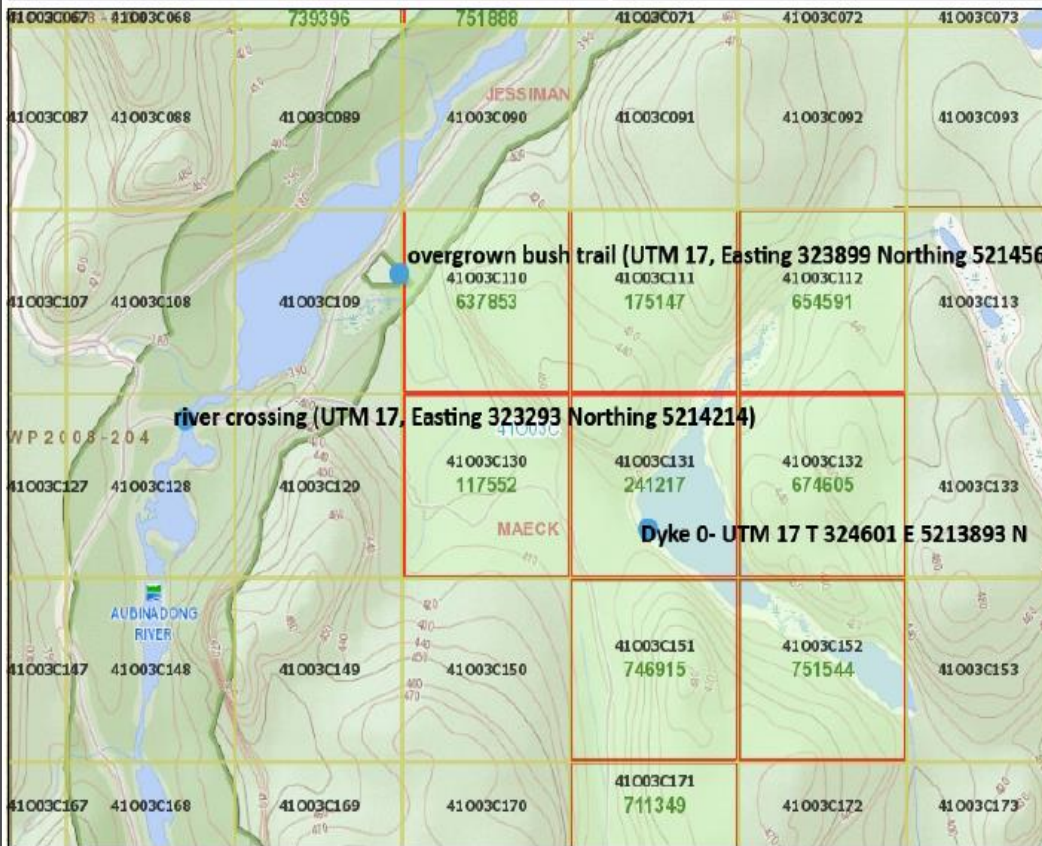 41O03C067 41O03C068 739396 751888 41O03C071 41O03C072 41O03C073
JESSIMAN
41O03C087 41O03C088 41O03C089 41O03C090 41O03C091 41O03C092 41O03C093
overgrown bush trail (UTM 17, Easting 323899 Northing 521456
41O03C110 41O03C111 41O03C112
41O03C107 41O03C108 41O03C109 637853 175147 654591 41O03C113
river crossing (UTM 17, Easting 323293 Northing 5214214)
WP2008-204 41O03C
41O03C130 41O03C131 41O03C132
41O03C127 41O03C128 41O03C129 117552 241217 674605 41O03C133
MAECK
Dyke 0- UTM 17 T 324601 E 5213893 N
AUBINADONG
RIVER
41O03C151 41O03C152
41O03C147 41O03C148 41O03C149 41O03C150 746915 751544 41O03C153
41O03C171
41O03C167 41O03C168 41O03C169 41O03C170 711349 41O03C172 41O03C173